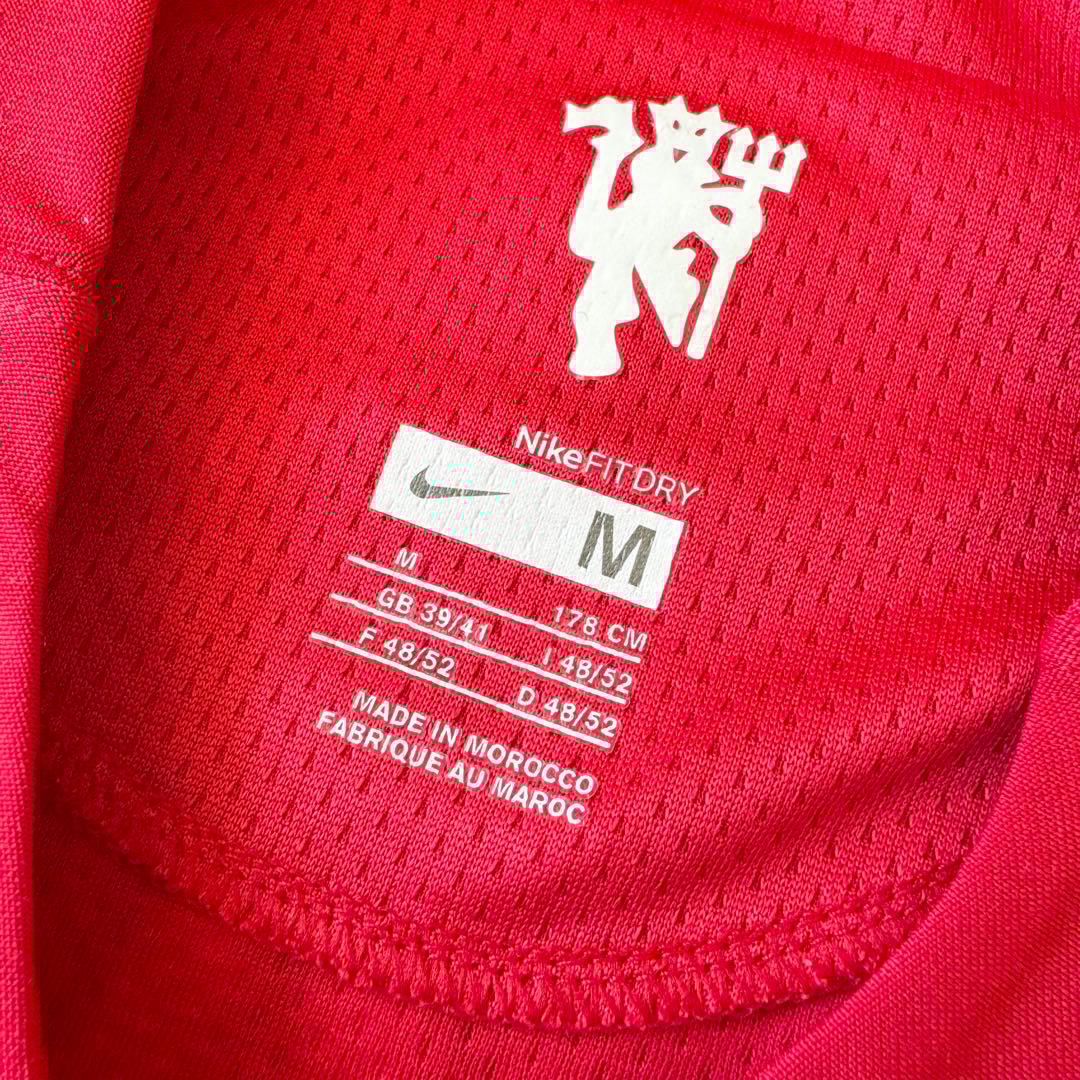 NikeFIT DRY
M
M 178 CM
GB 39/41 I 48/52
F 48/52 D 48/52
MADE IN MOROCCO
FABRIQUE AU MAROC